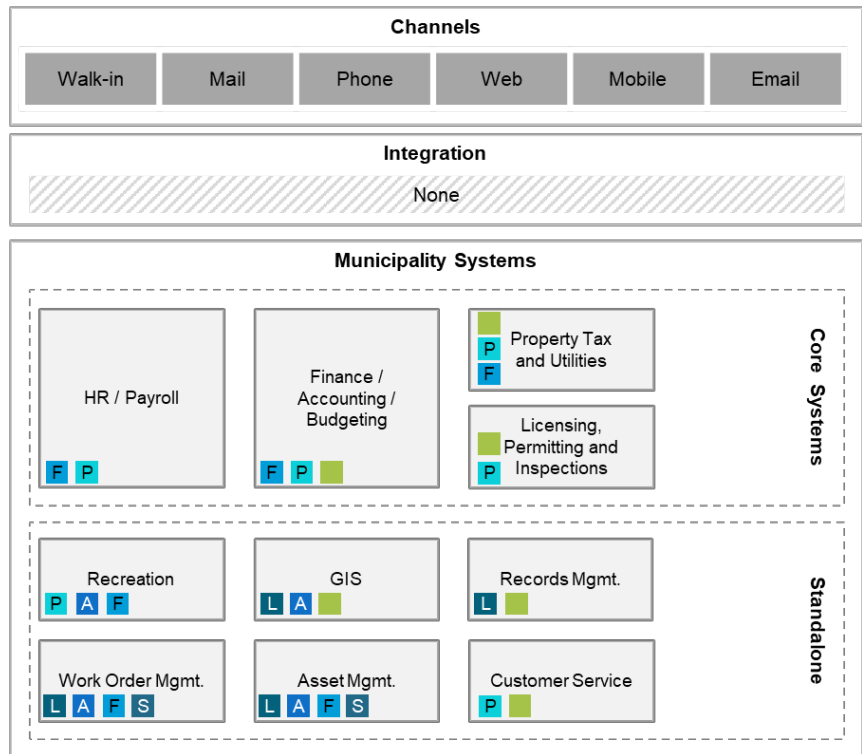 Channels
Walk-in
Mail
Phone
Web
Mobile
Email
Integration
None
Municipality Systems
Core Systems
HR / Payroll
F P
Finance /
Accounting /
Budgeting
F P
Property Tax
and Utilities
P
F
Licensing,
Permitting and
Inspections
P
Standalone
Recreation
P A F
GIS
L A
Records Mgmt.
L
Work Order Mgmt.
L A F S
Asset Mgmt.
L A F S
Customer Service
P